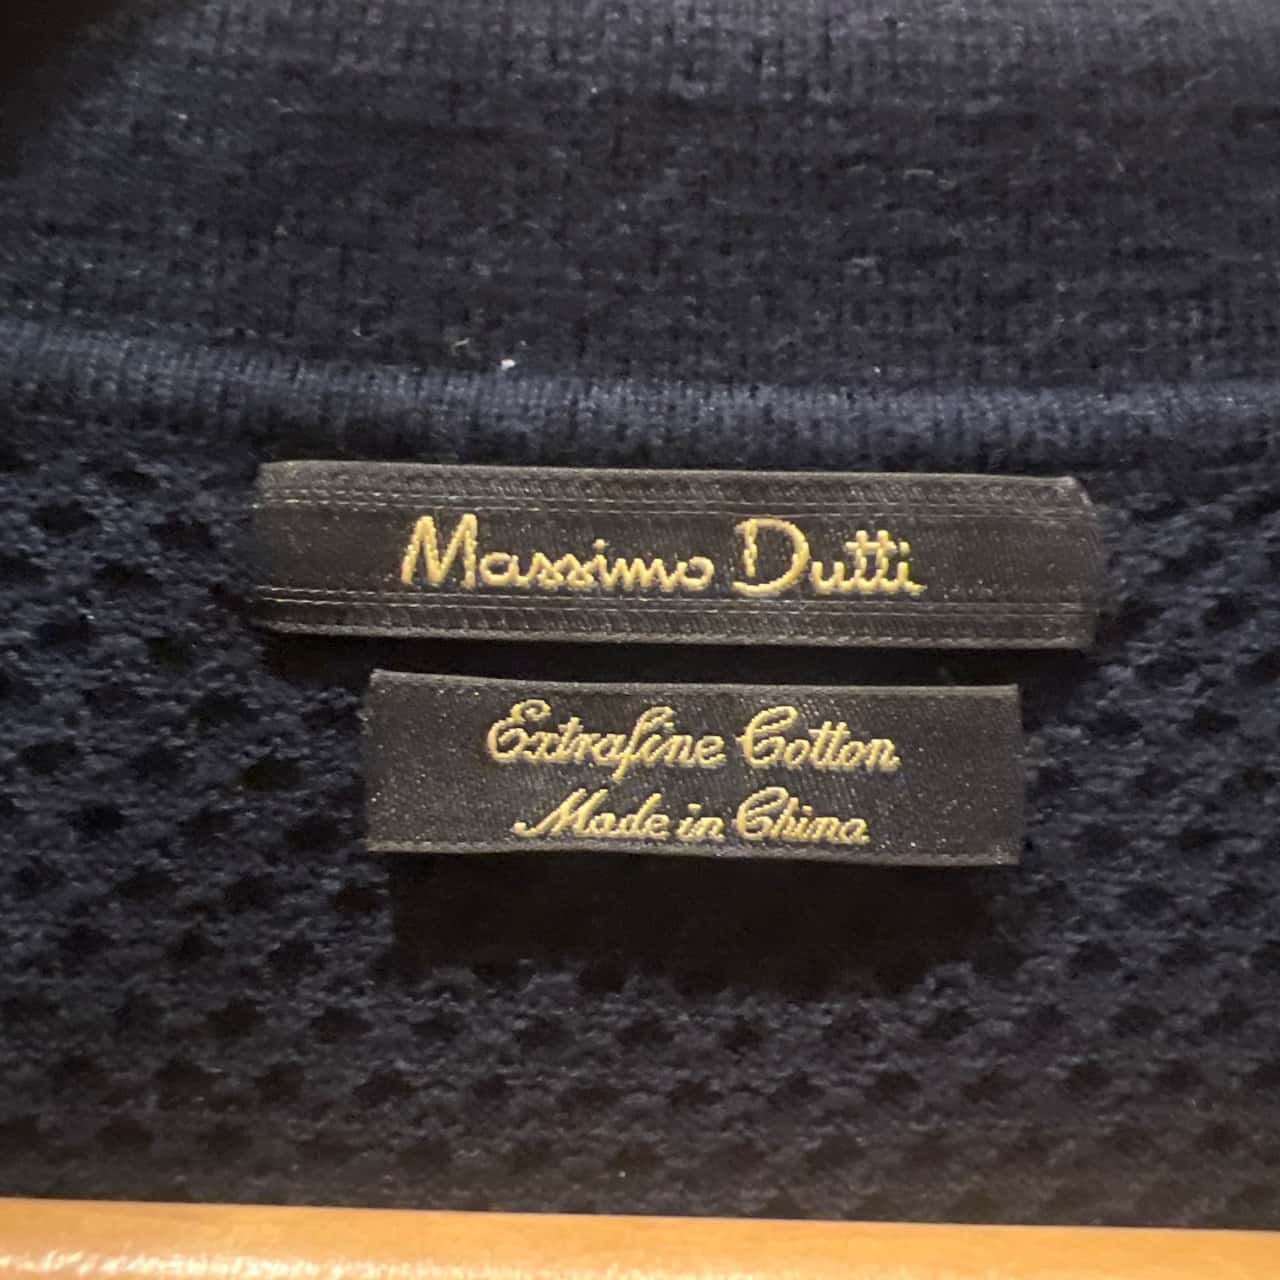 Massimo Dutti
Extrafine Cotton
Made in China